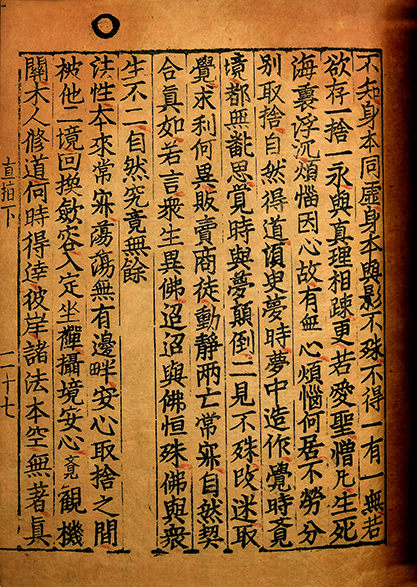 不知身本同虛身本與影不殊不得一有一無若
欲存一捨一永與真理相踈更若愛聖憎凡生死
海裏浮沉煩惱因心故有無心煩惱何居不勞分
別取捨自然得道湏臾夢時夢中造作覺時覺
境都無飜思覺時與夢顛倒二見不殊改迷取
覺求利何異販賣商徒動靜兩亡常寂自然契
合眞如若言衆生異佛迢迢與佛恒殊佛與衆
生不二自然究竟無餘
法性本來常寂蕩蕩無有邊畔安心取捨之間
被他二境回換歛容入定坐禪攝境安心覺觀機
關木人修道何時得達彼岸諸法本空無著眞
直指下 二十七